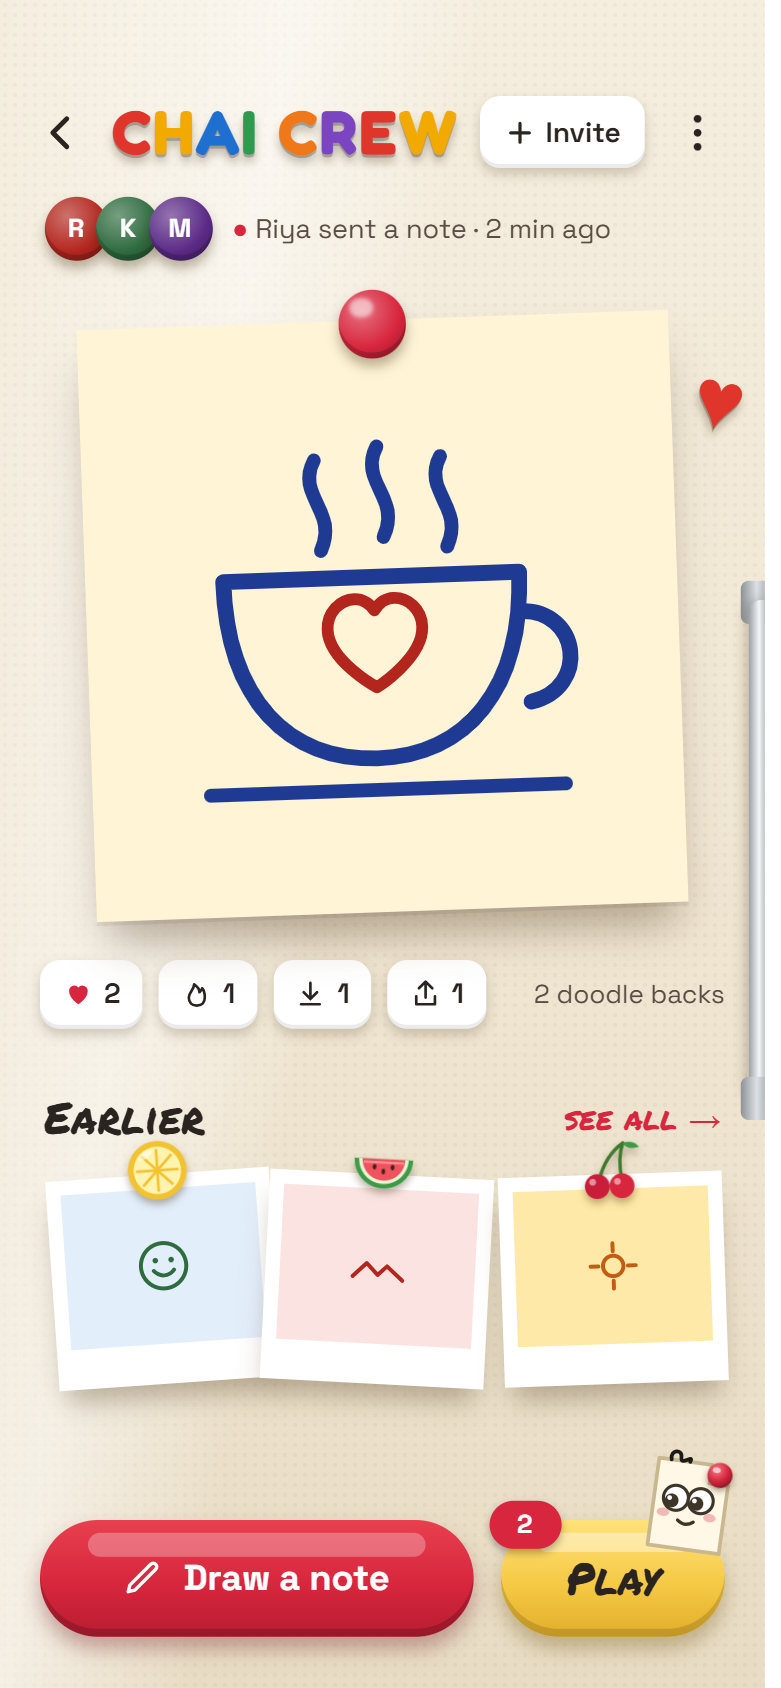 CHAI CREW
Invite
R K M
Riya sent a note · 2 min ago
2 1 1 1
2 doodle backs
EARLIER
SEE ALL →
2
Draw a note
PLAY